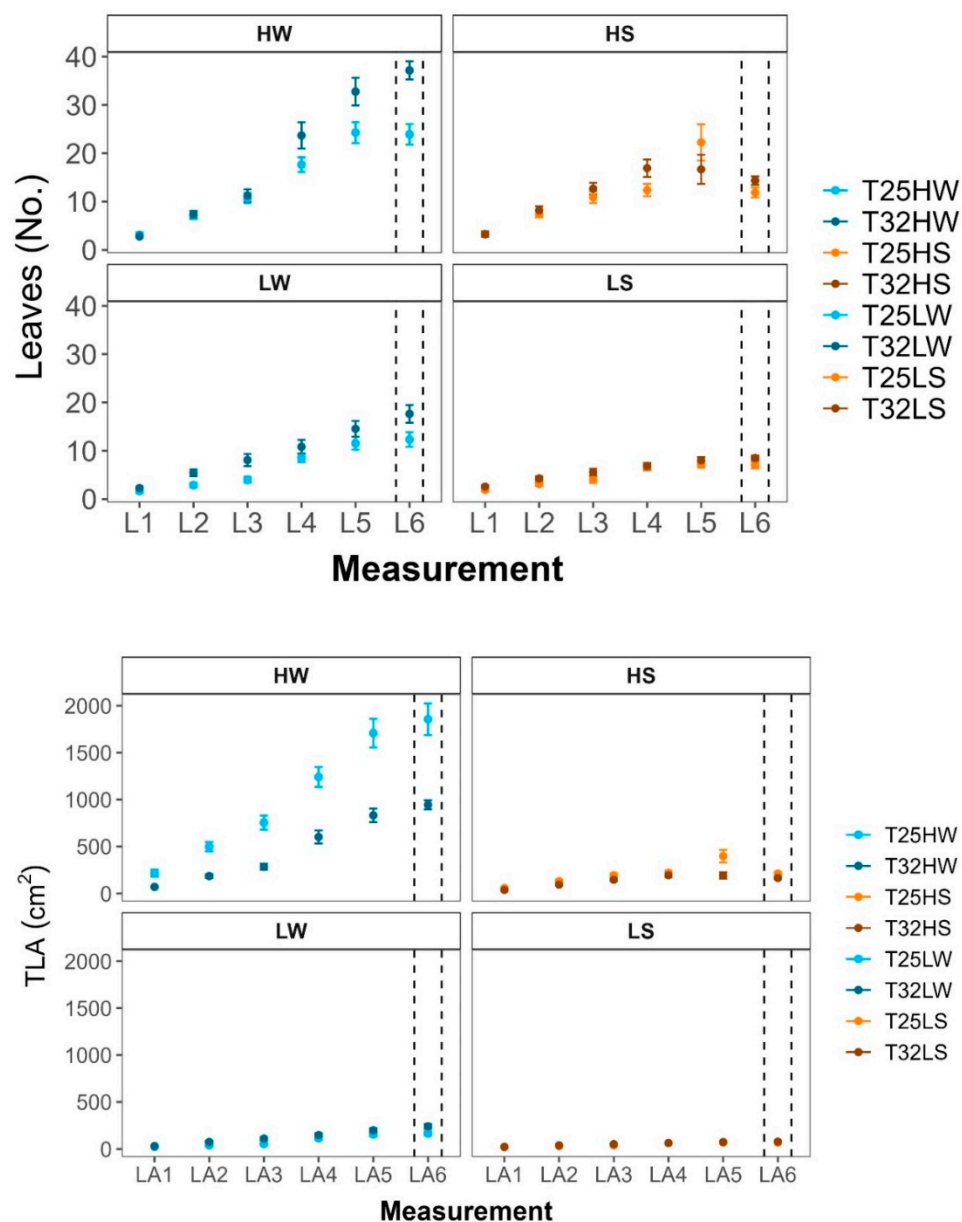 HW HS
40
30
20
10
0
LW LS
40
30
20
10
0
Leaves (No.)
L1 L2 L3 L4 L5 L6 L1 L2 L3 L4 L5 L6
Measurement
T25HW
T32HW
T25HS
T32HS
T25LW
T32LW
T25LS
T32LS
HW HS
2000
1500
1000
500
0
LW LS
2000
1500
1000
500
0
TLA (cm²)
LA1 LA2 LA3 LA4 LA5 LA6 LA1 LA2 LA3 LA4 LA5 LA6
Measurement
T25HW
T32HW
T25HS
T32HS
T25LW
T32LW
T25LS
T32LS